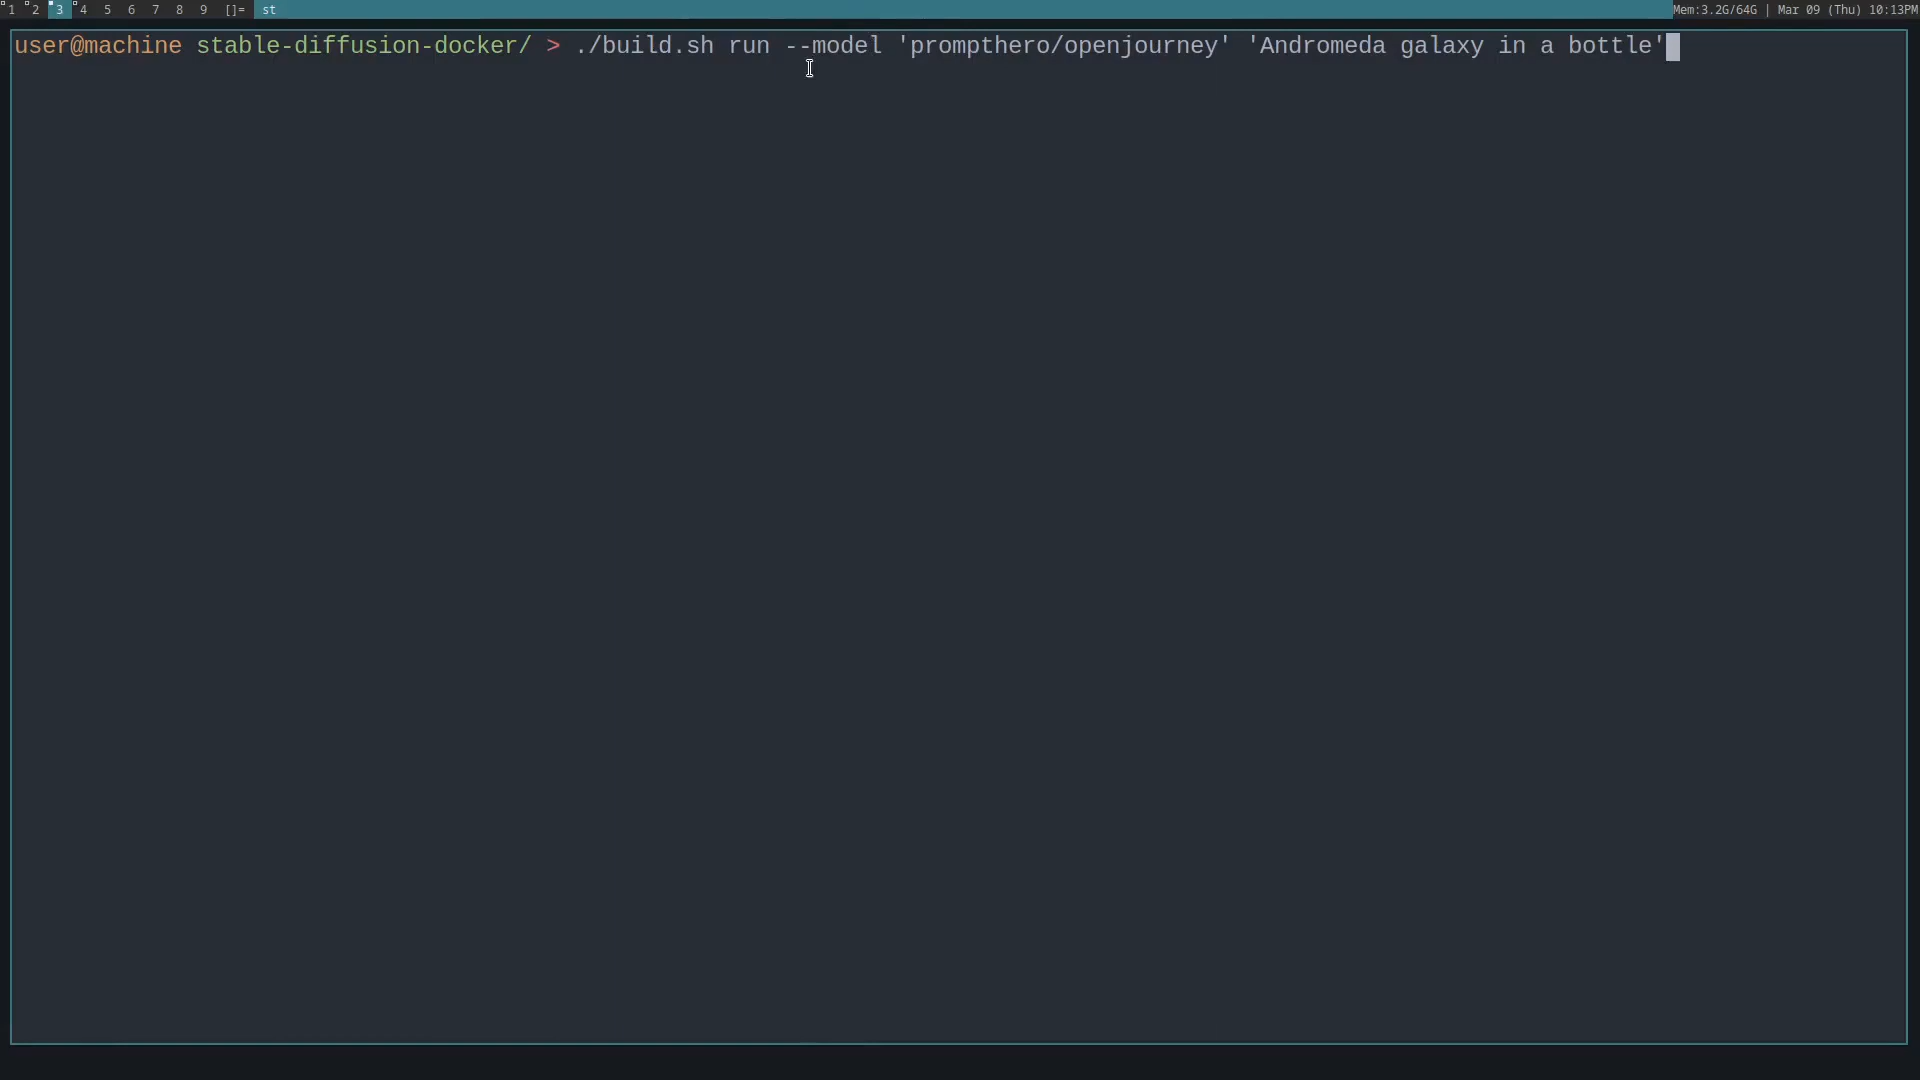 1 2 3 4 5 6 7 8 9 []= st Mem:3.2G/64G | Mar 09 (Thu) 10:13PM
user@machine stable-diffusion-docker/ > ./build.sh run --model 'prompthero/openjourney' 'Andromeda galaxy in a bottle'